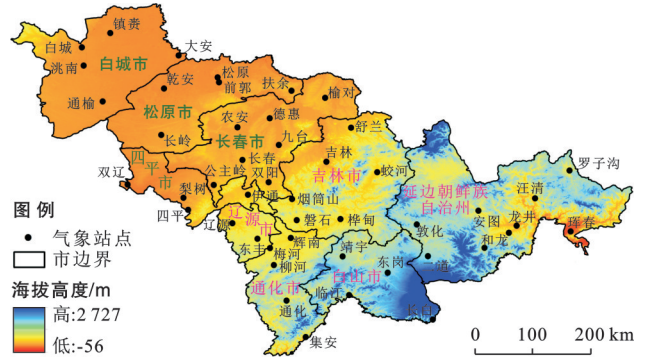 镇赉
白城
大安
洮南
白城市
乾安
松原
前郭
扶余
通榆
榆对
松原市
农安
德惠
舒兰
长岭
长春市
九台
四平市
长春
吉林
罗子沟
双辽
公主岭
双阳
吉林市
蛟河
延边朝鲜族
自治州
汪清
梨树
伊通
烟筒山
四平
辽源
辽源市
磐石
桦甸
敦化
安图
龙井
珲春
东丰
辉南
和龙
梅河
柳河
靖宇
东岗
二道
通化市
白山市
临江
通化
长白
集安
图例
气象站点
市边界
海拔高度/m
高:2 727
低:-56
0 60 100 200 km